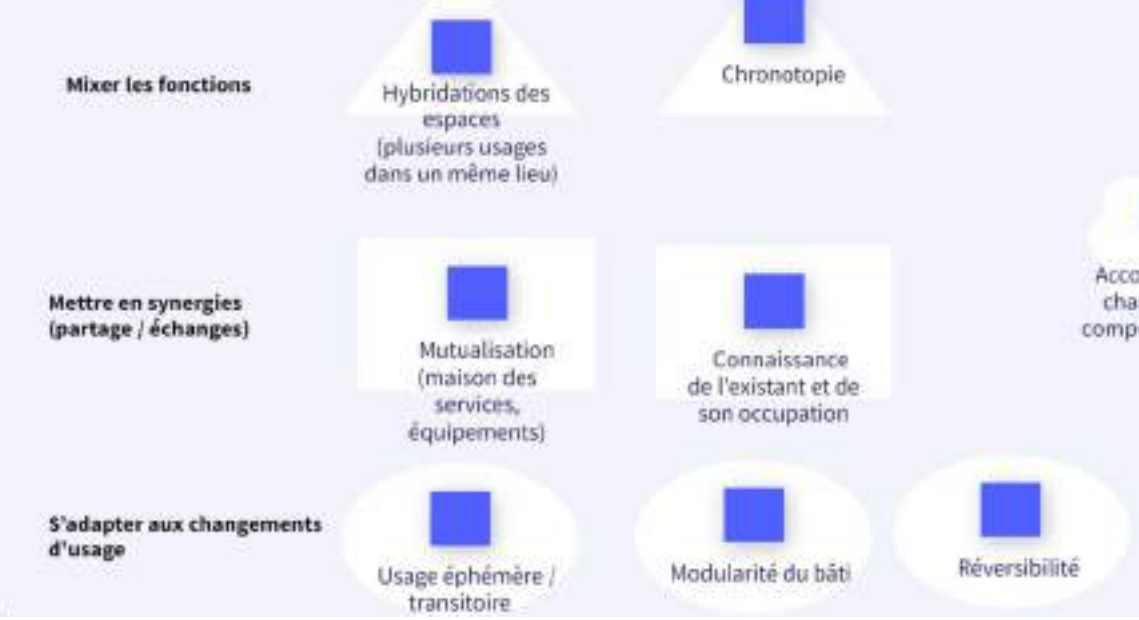 Mixer les fonctions
Hybridations des
espaces
(plusieurs usages
dans un même lieu)
Chronotopie
Mettre en synergies
(partage / échanges)
Mutualisation
(maison des
services,
équipements)
Connaissance
de l'existant et de
son occupation
S'adapter aux changements
d'usage
Usage éphémère /
transitoire
Modularité du bâti
Réversibilité